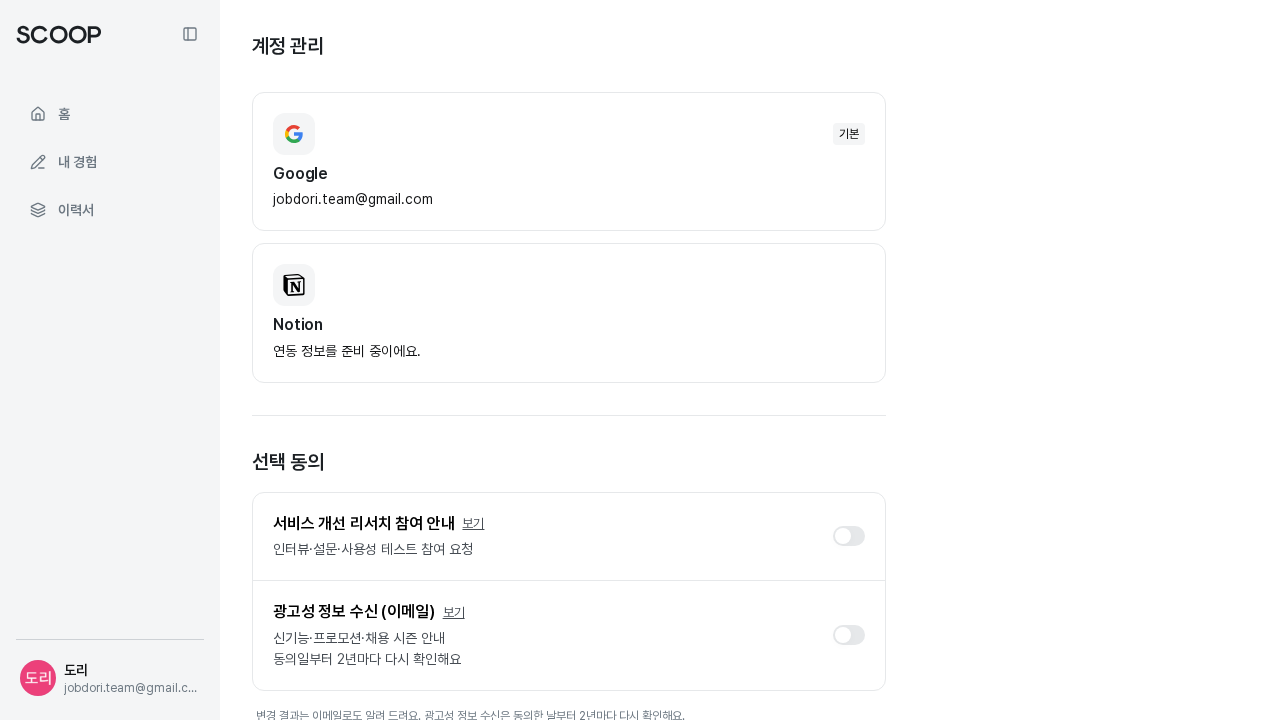 SCOOP
홈
내 경험
이력서
도리
도리
jobdori.team@gmail.c...
계정 관리
기본
Google
jobdori.team@gmail.com
Notion
연동 정보를 준비 중이에요.
선택 동의
서비스 개선 리서치 참여 안내 보기
인터뷰·설문·사용성 테스트 참여 요청
광고성 정보 수신 (이메일) 보기
신기능·프로모션·채용 시즌 안내
동의일부터 2년마다 다시 확인해요
변경 결과는 이메일로도 알려 드려요. 광고성 정보 수신은 동의한 날부터 2년마다 다시 확인해요.